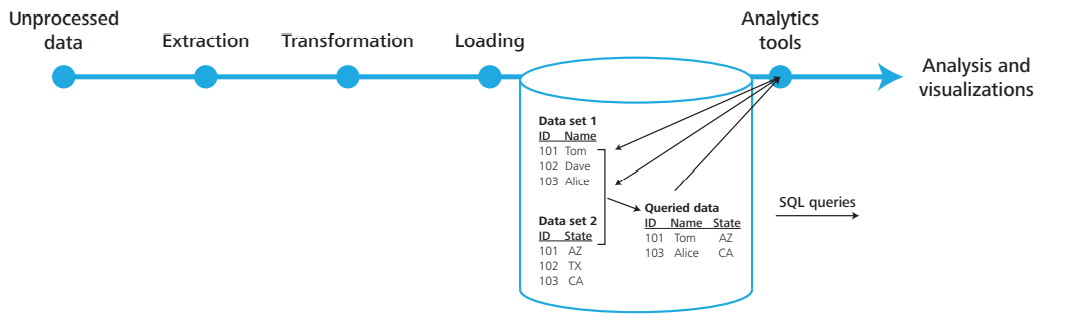 Unprocessed
data
Extraction
Transformation
Loading
Analytics
tools
Analysis and
visualizations
Data set 1
ID Name
101 Tom
102 Dave
103 Alice
Data set 2
ID State
101 AZ
102 TX
103 CA
Queried data
ID Name State
101 Tom AZ
103 Alice CA
SQL queries